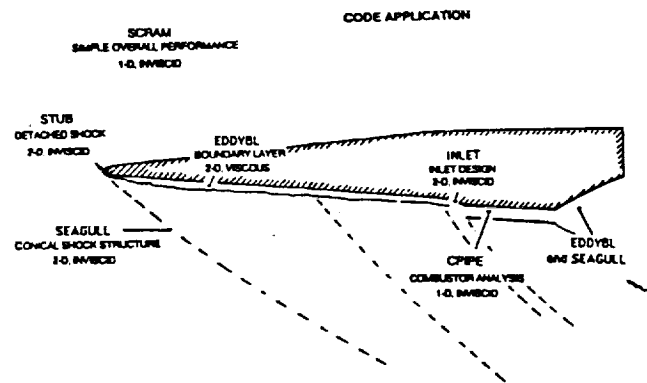 CODE APPLICATION
SCRAM
SIMPLE OVERALL PERFORMANCE
1-D, INVISCID
STUB
DETACHED SHOCK
2-D, INVISCID
EDDYBL
BOUNDARY LAYER
2-D, VISCOUS
INLET
INLET DESIGN
2-D, INVISCID
SEAGULL
CONICAL SHOCK STRUCTURE
2-D, INVISCID
CPIPE
COMBUSTOR ANALYSIS
1-D, INVISCID
EDDYBL
and SEAGULL